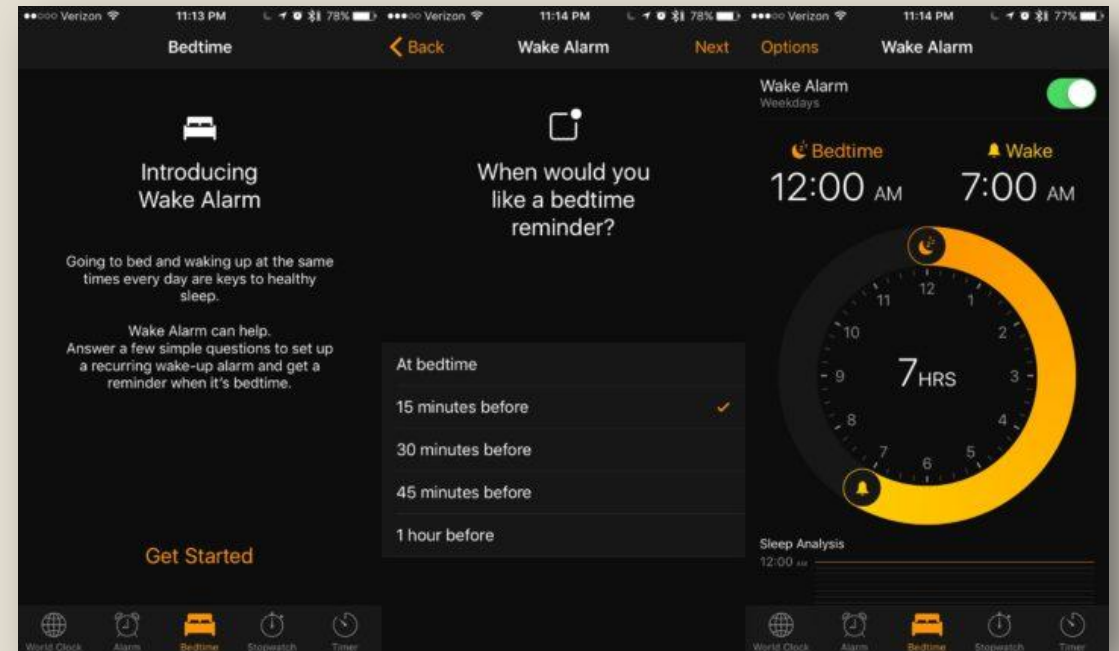 Verizon
11:13 PM
78%
Bedtime
Introducing
Wake Alarm
Going to bed and waking up at the same
times every day are keys to healthy
sleep.
Wake Alarm can help.
Answer a few simple questions to set up
a recurring wake-up alarm and get a
reminder when it's bedtime.
Get Started
World Clock
Alarm
Bedtime
Stopwatch
Timer
Verizon
11:14 PM
78%
Back
Wake Alarm
Next
When would you
like a bedtime
reminder?
At bedtime
15 minutes before
30 minutes before
45 minutes before
1 hour before
Verizon
11:14 PM
77%
Options
Wake Alarm
Wake Alarm
Weekdays
Bedtime
12:00 AM
Wake
7:00 AM
12
1
2
3
4
5
6
7
8
9
10
11
7 HRS
Sleep Analysis
12:00 AM
World Clock
Alarm
Bedtime
Stopwatch
Timer